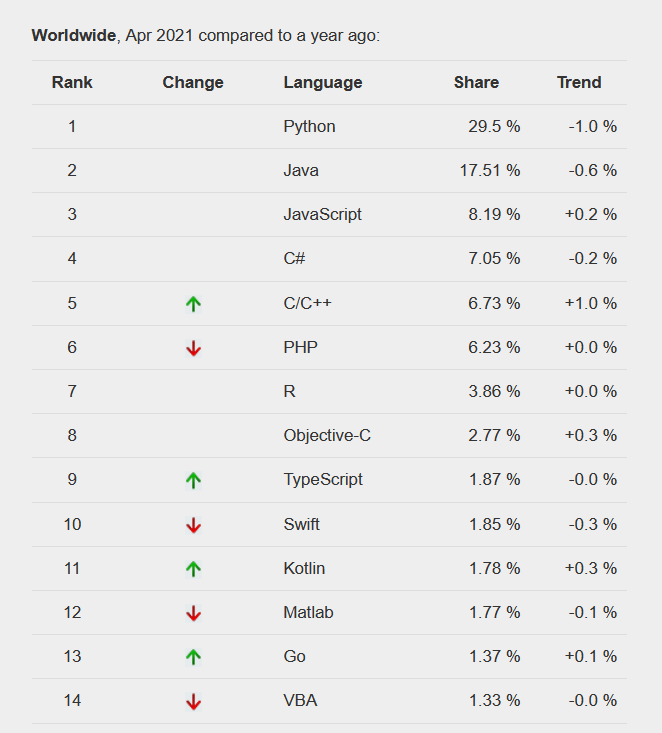 Worldwide, Apr 2021 compared to a year ago:
Rank Change Language Share Trend
1 Python 29.5 % -1.0 %
2 Java 17.51 % -0.6 %
3 JavaScript 8.19 % +0.2 %
4 C# 7.05 % -0.2 %
5 C/C++ 6.73 % +1.0 %
6 PHP 6.23 % +0.0 %
7 R 3.86 % +0.0 %
8 Objective-C 2.77 % +0.3 %
9 TypeScript 1.87 % -0.0 %
10 Swift 1.85 % -0.3 %
11 Kotlin 1.78 % +0.3 %
12 Matlab 1.77 % -0.1 %
13 Go 1.37 % +0.1 %
14 VBA 1.33 % -0.0 %